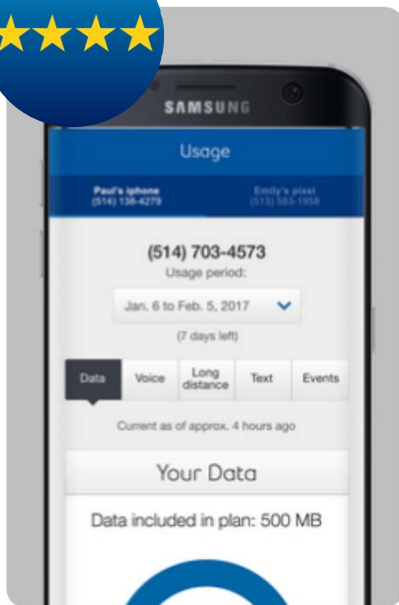 SAMSUNG
Usage
Paul's iphone
(514) 138-4279
Emily's pixel
(513) 583-1958
(514) 703-4573
Usage period:
Jan. 6 to Feb. 5, 2017
(7 days left)
Data
Voice
Long
distance
Text
Events
Current as of approx. 4 hours ago
Your Data
Data included in plan: 500 MB